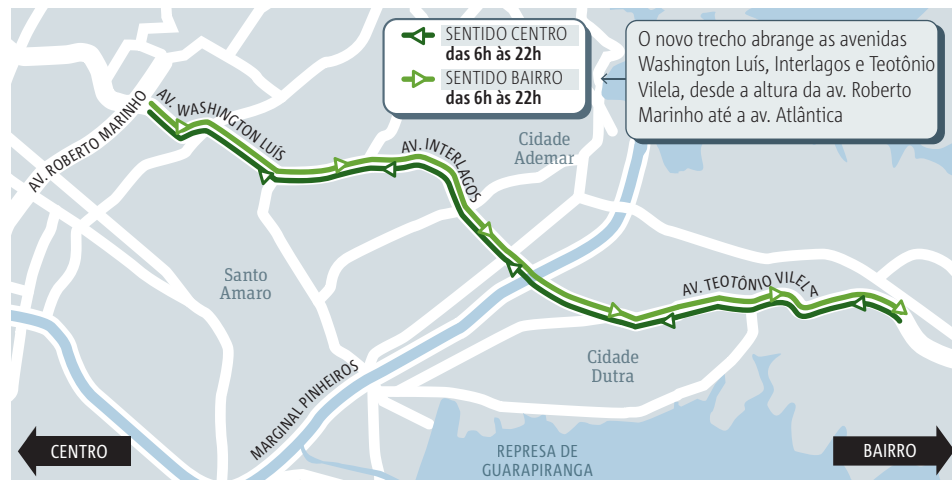 SENTIDO CENTRO
das 6h às 22h
SENTIDO BAIRRO
das 6h às 22h
O novo trecho abrange as avenidas
Washington Luís, Interlagos e Teotônio
Vilela, desde a altura da av. Roberto
Marinho até a av. Atlântica
AV. ROBERTO MARINHO
AV. WASHINGTON LUÍS
AV. INTERLAGOS
Cidade
Ademar
Santo
Amaro
AV. TEOTÔNIO VILELA
Cidade
Dutra
MARGINAL PINHEIROS
REPRESA DE
GUARAPIRANGA
CENTRO
BAIRRO